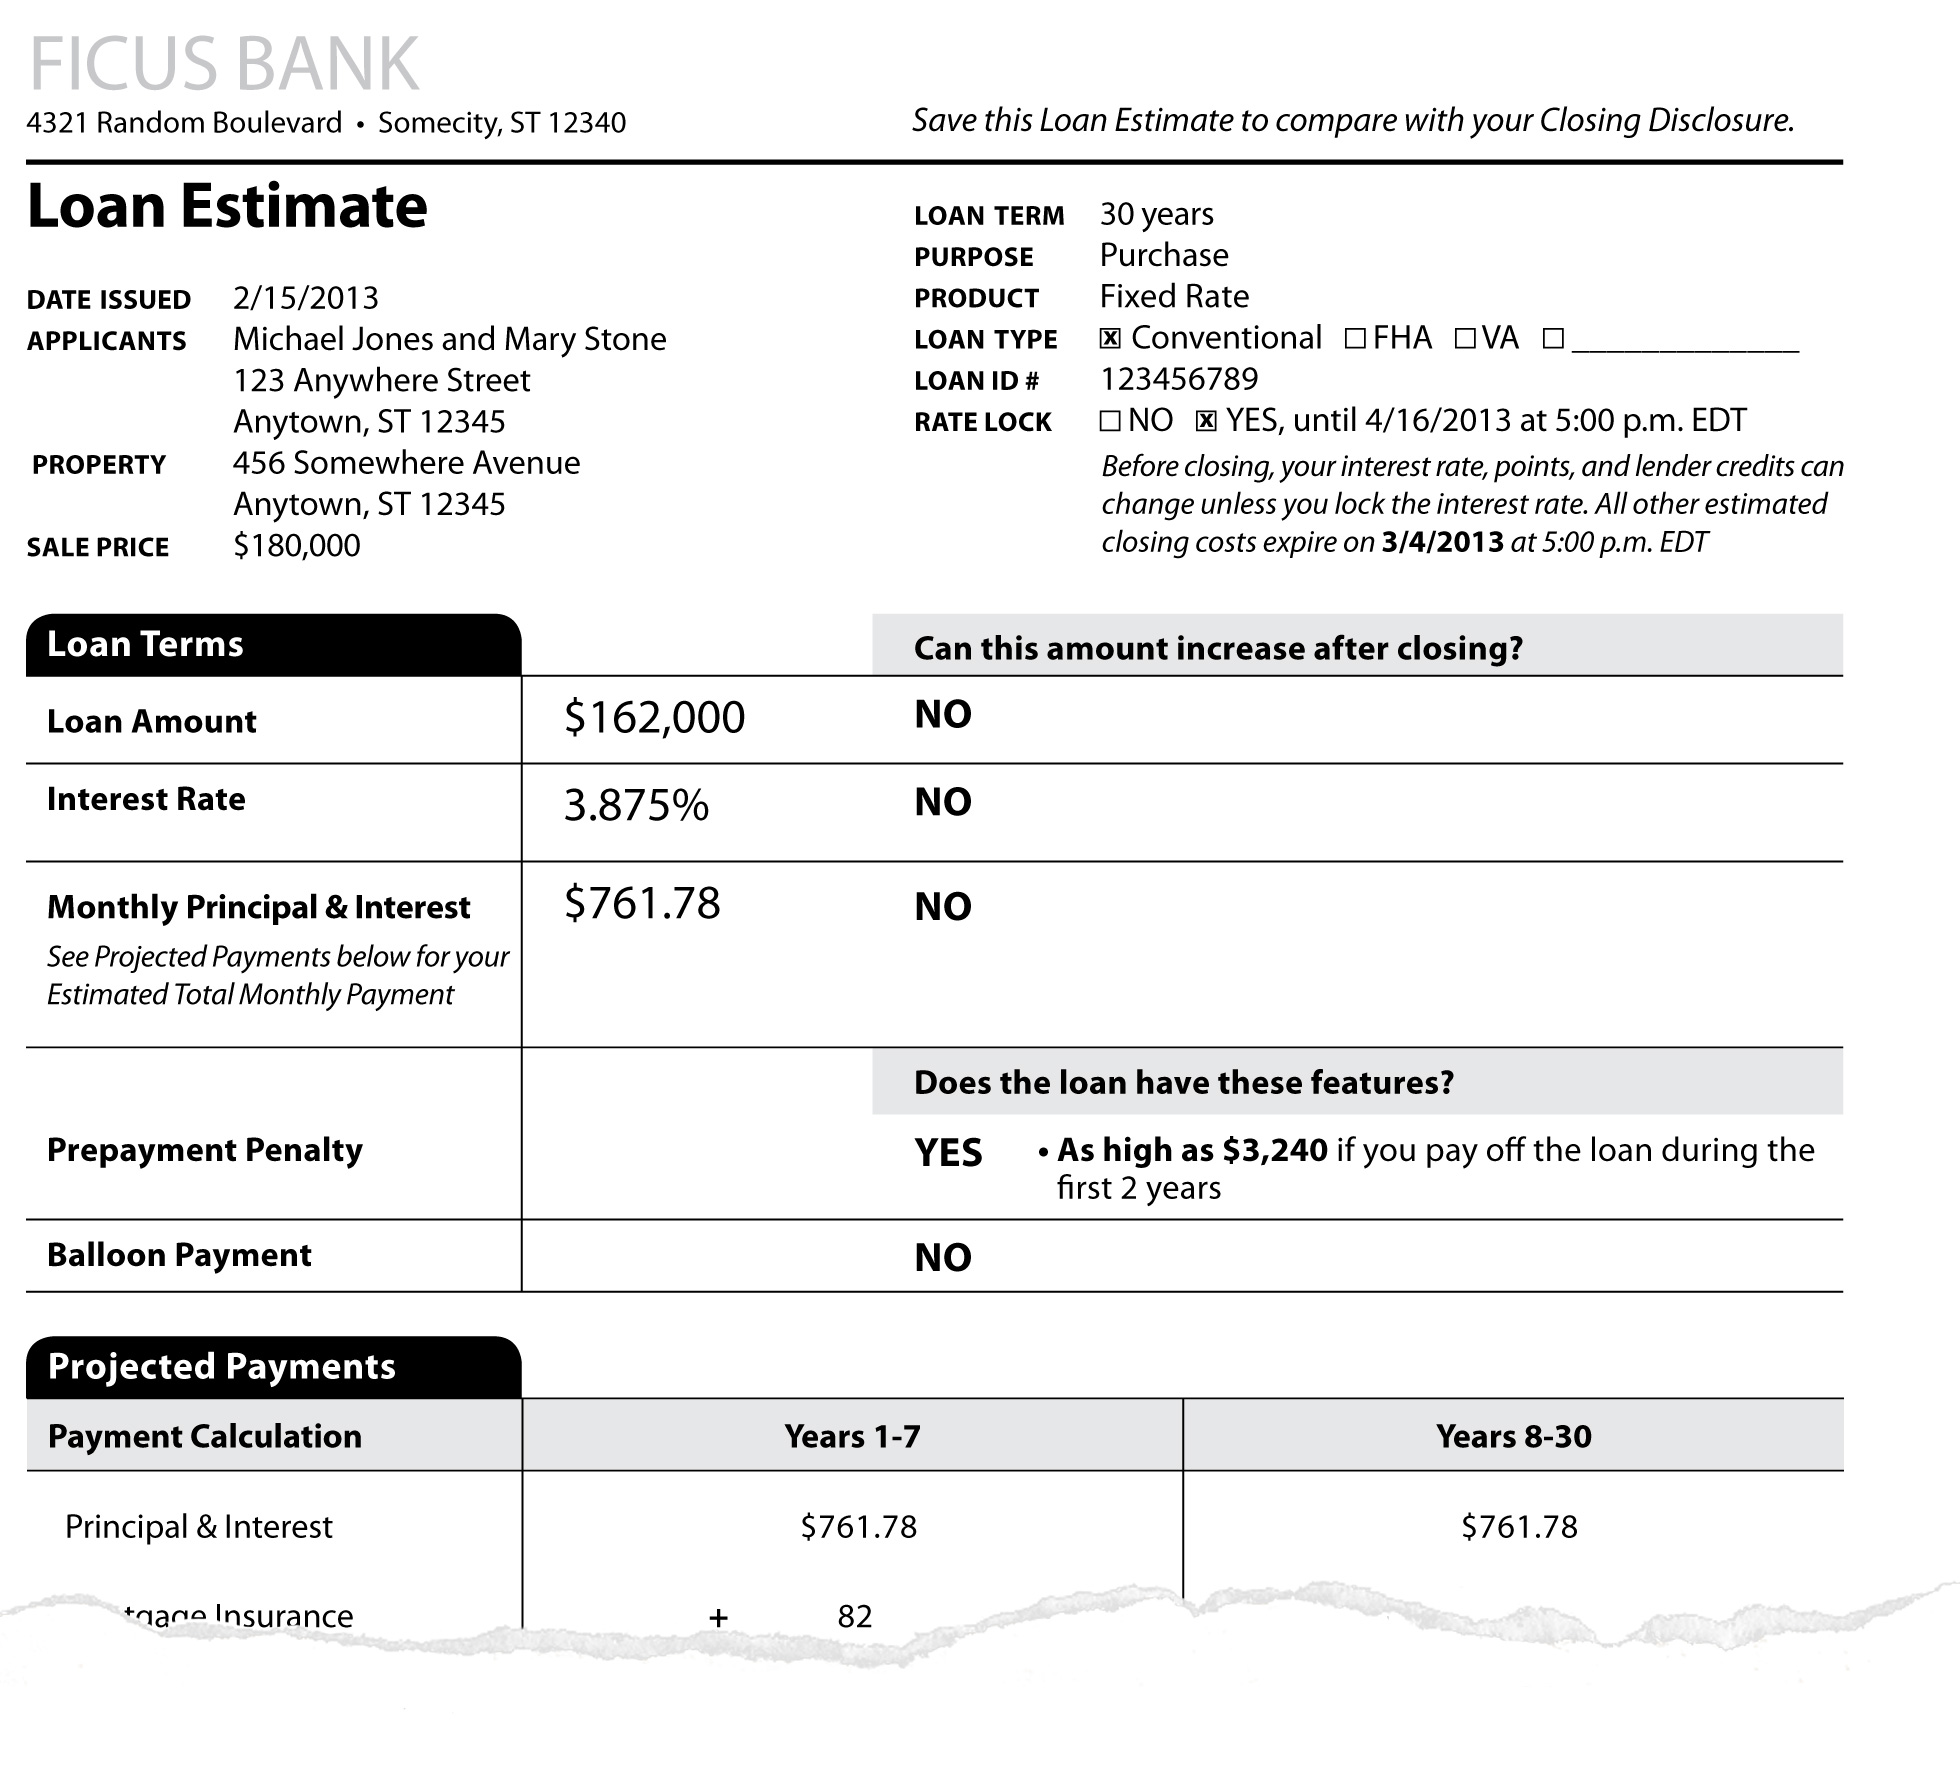 FICUS BANK
4321 Random Boulevard • Somecity, ST 12340
Save this Loan Estimate to compare with your Closing Disclosure.
Loan Estimate
DATE ISSUED 2/15/2013
APPLICANTS Michael Jones and Mary Stone
123 Anywhere Street
Anytown, ST 12345
PROPERTY 456 Somewhere Avenue
Anytown, ST 12345
SALE PRICE $180,000
LOAN TERM 30 years
PURPOSE Purchase
PRODUCT Fixed Rate
LOAN TYPE ☒ Conventional ☐ FHA ☐ VA ☐ _____________
LOAN ID # 123456789
RATE LOCK ☐ NO ☒ YES, until 4/16/2013 at 5:00 p.m. EDT
Before closing, your interest rate, points, and lender credits can
change unless you lock the interest rate. All other estimated
closing costs expire on 3/4/2013 at 5:00 p.m. EDT
Loan Terms Can this amount increase after closing?
Loan Amount $162,000 NO
Interest Rate 3.875% NO
Monthly Principal & Interest $761.78 NO
See Projected Payments below for your
Estimated Total Monthly Payment
Does the loan have these features?
Prepayment Penalty YES • As high as $3,240 if you pay off the loan during the
first 2 years
Balloon Payment NO
Projected Payments
Payment Calculation Years 1-7 Years 8-30
Principal & Interest $761.78 $761.78
Insurance + 82